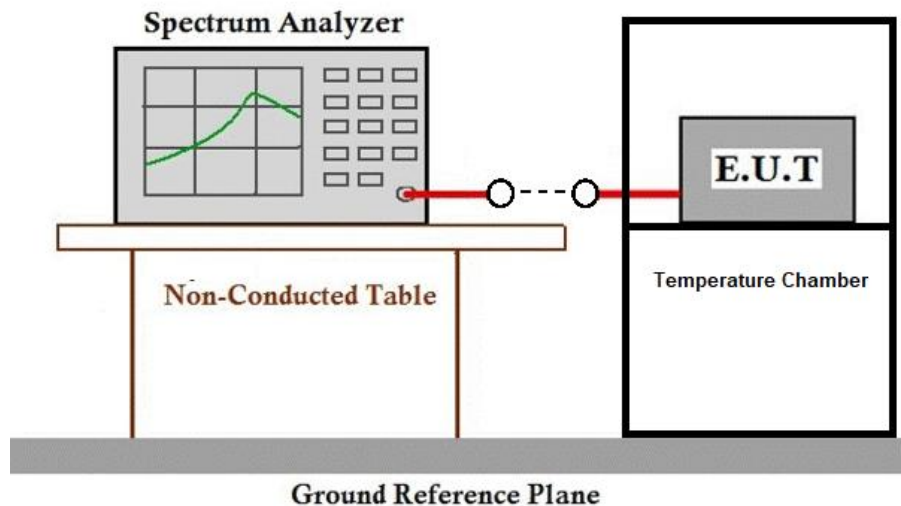 Spectrum Analyzer
E.U.T
Temperature Chamber
Non-Conducted Table
Ground Reference Plane